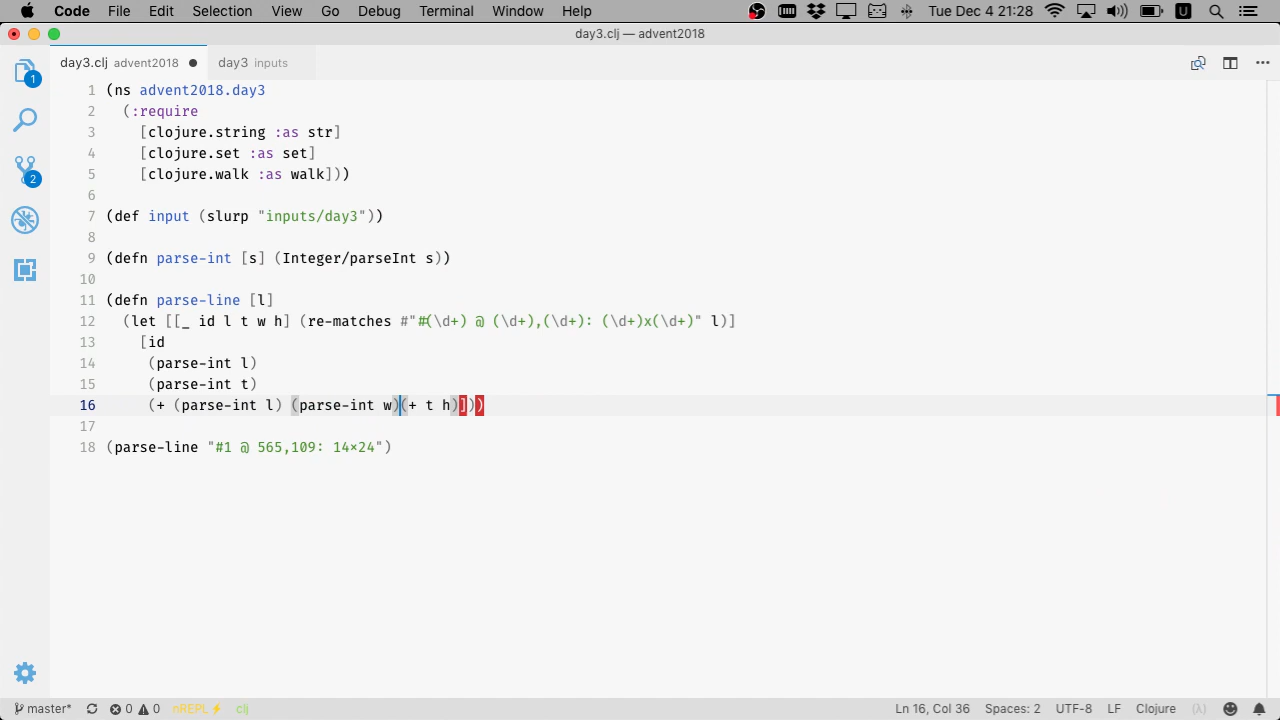 Code File Edit Selection View Go Debug Terminal Window Help Tue Dec 4 21:28 U
day3.clj — advent2018
day3.clj advent2018 ● day3 inputs
1 (ns advent2018.day3
2 (:require
3 [clojure.string :as str]
4 [clojure.set :as set]
5 [clojure.walk :as walk]))
6
7 (def input (slurp "inputs/day3"))
8
9 (defn parse-int [s] (Integer/parseInt s))
10
11 (defn parse-line [l]
12 (let [[_ id l t w h] (re-matches #"#(\d+) @ (\d+),(\d+): (\d+)x(\d+)" l)]
13 [id
14 (parse-int l)
15 (parse-int t)
16 (+ (parse-int l) (parse-int w)(+ t h)]))
17
18 (parse-line "#1 @ 565,109: 14x24")
1
2
master* 0 0 nREPL⚡ clj Ln 16, Col 36 Spaces: 2 UTF-8 LF Clojure (λ)